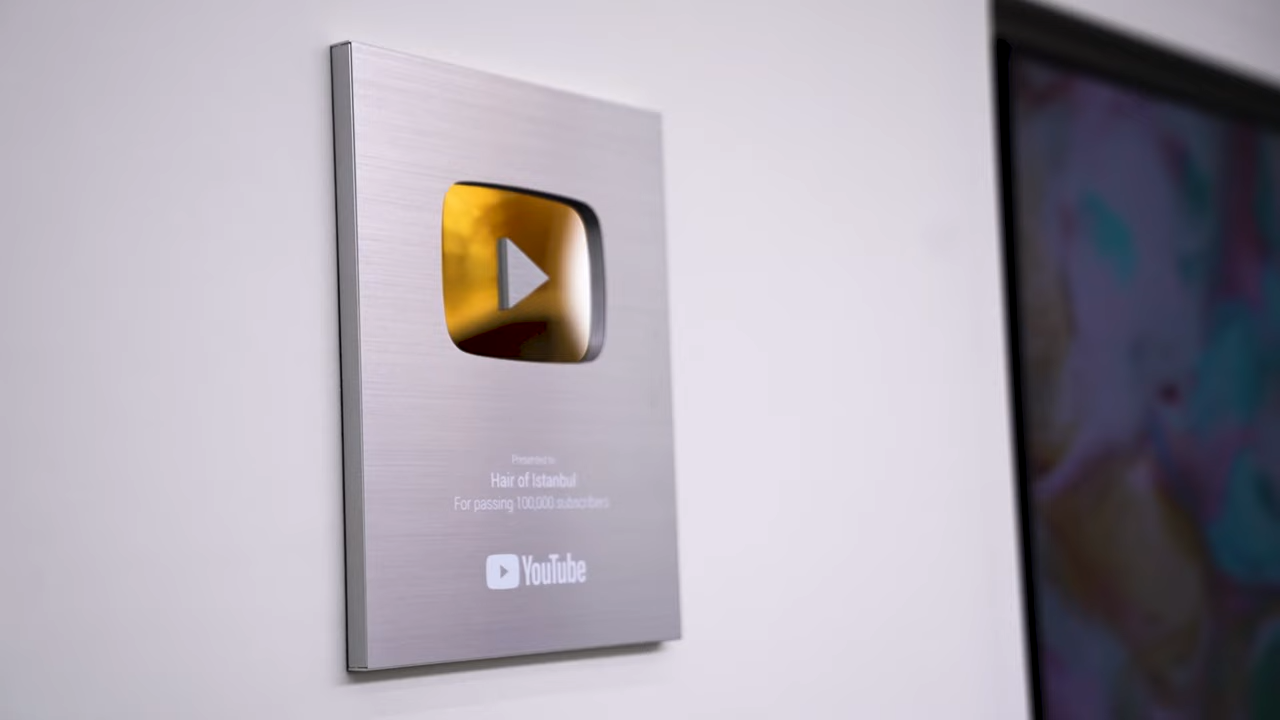 Presented to
Hair of Istanbul
For passing 100,000 subscribers
YouTube